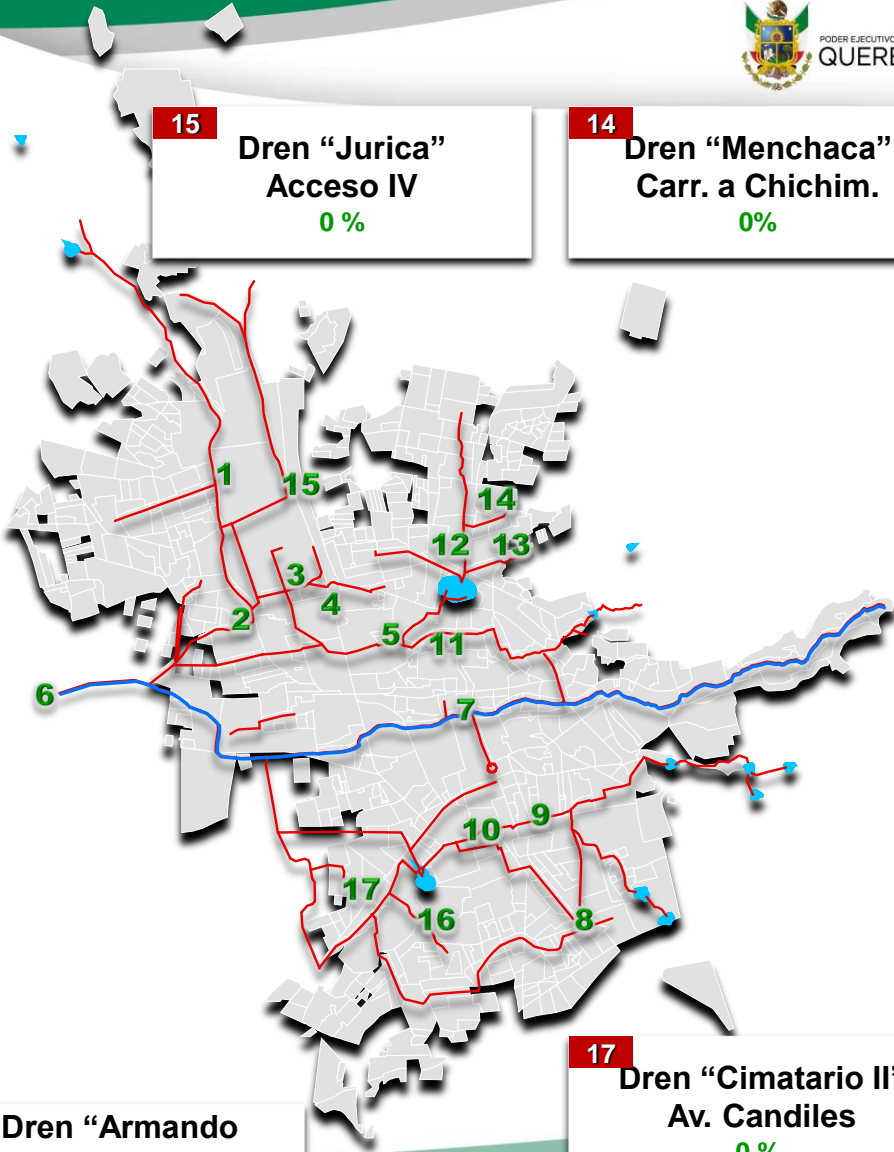 PODER EJECUTIVO
15
Dren “Jurica”
Acceso IV
0 %
14
Dren “Menchaca”
Carr. a Chichim.
0%
1
15
14
12
13
3
4
2
5
11
6
7
9
10
17
16
8
17
Dren “Cimatario II”
Av. Candiles
0 %
Dren “Armando